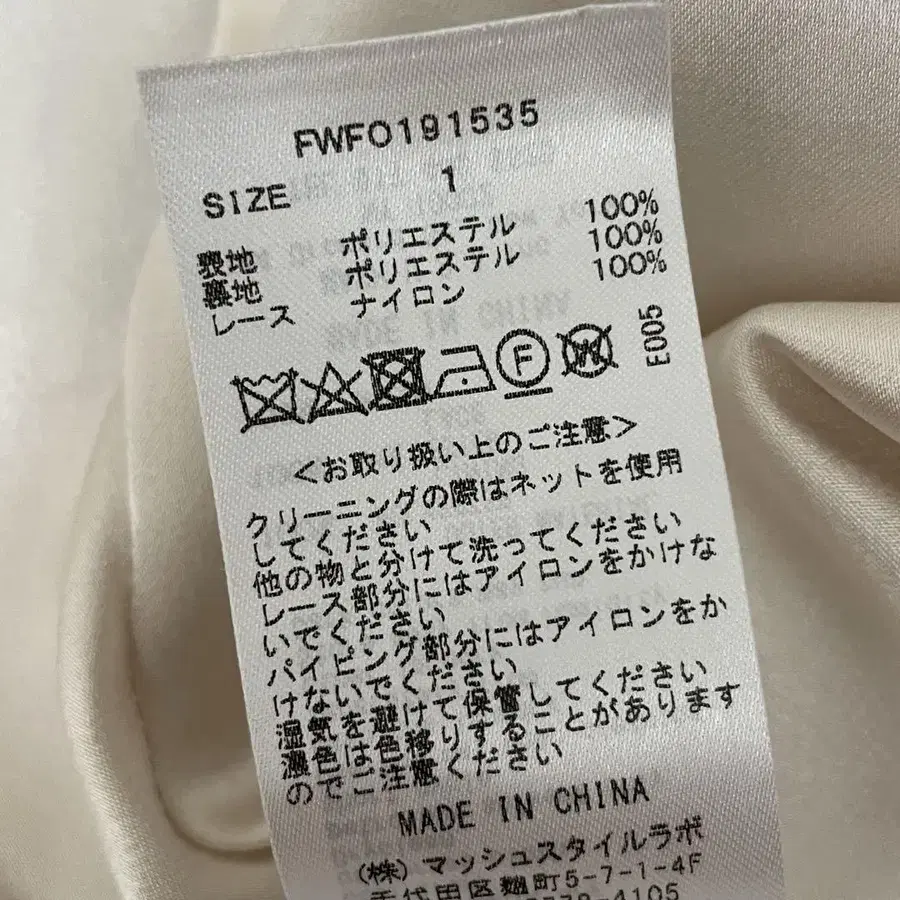 FWFO191535
SIZE 1
表地 ポリエステル 100%
裏地 ポリエステル 100%
レース ナイロン 100%
E005
F W
<お取り扱い上のご注意>
クリーニングの際はネットを使用
してください
他の物と分けて洗ってください
レース部分にはアイロンをかけな
いでください
パイピング部分にはアイロンをか
けないでください
湿気を避けて保管してください
濃色は色移りすることがあります
のでご注意ください
MADE IN CHINA
(株)マッシュスタイルラボ
千代田区麹町5-7-1-4F
4105